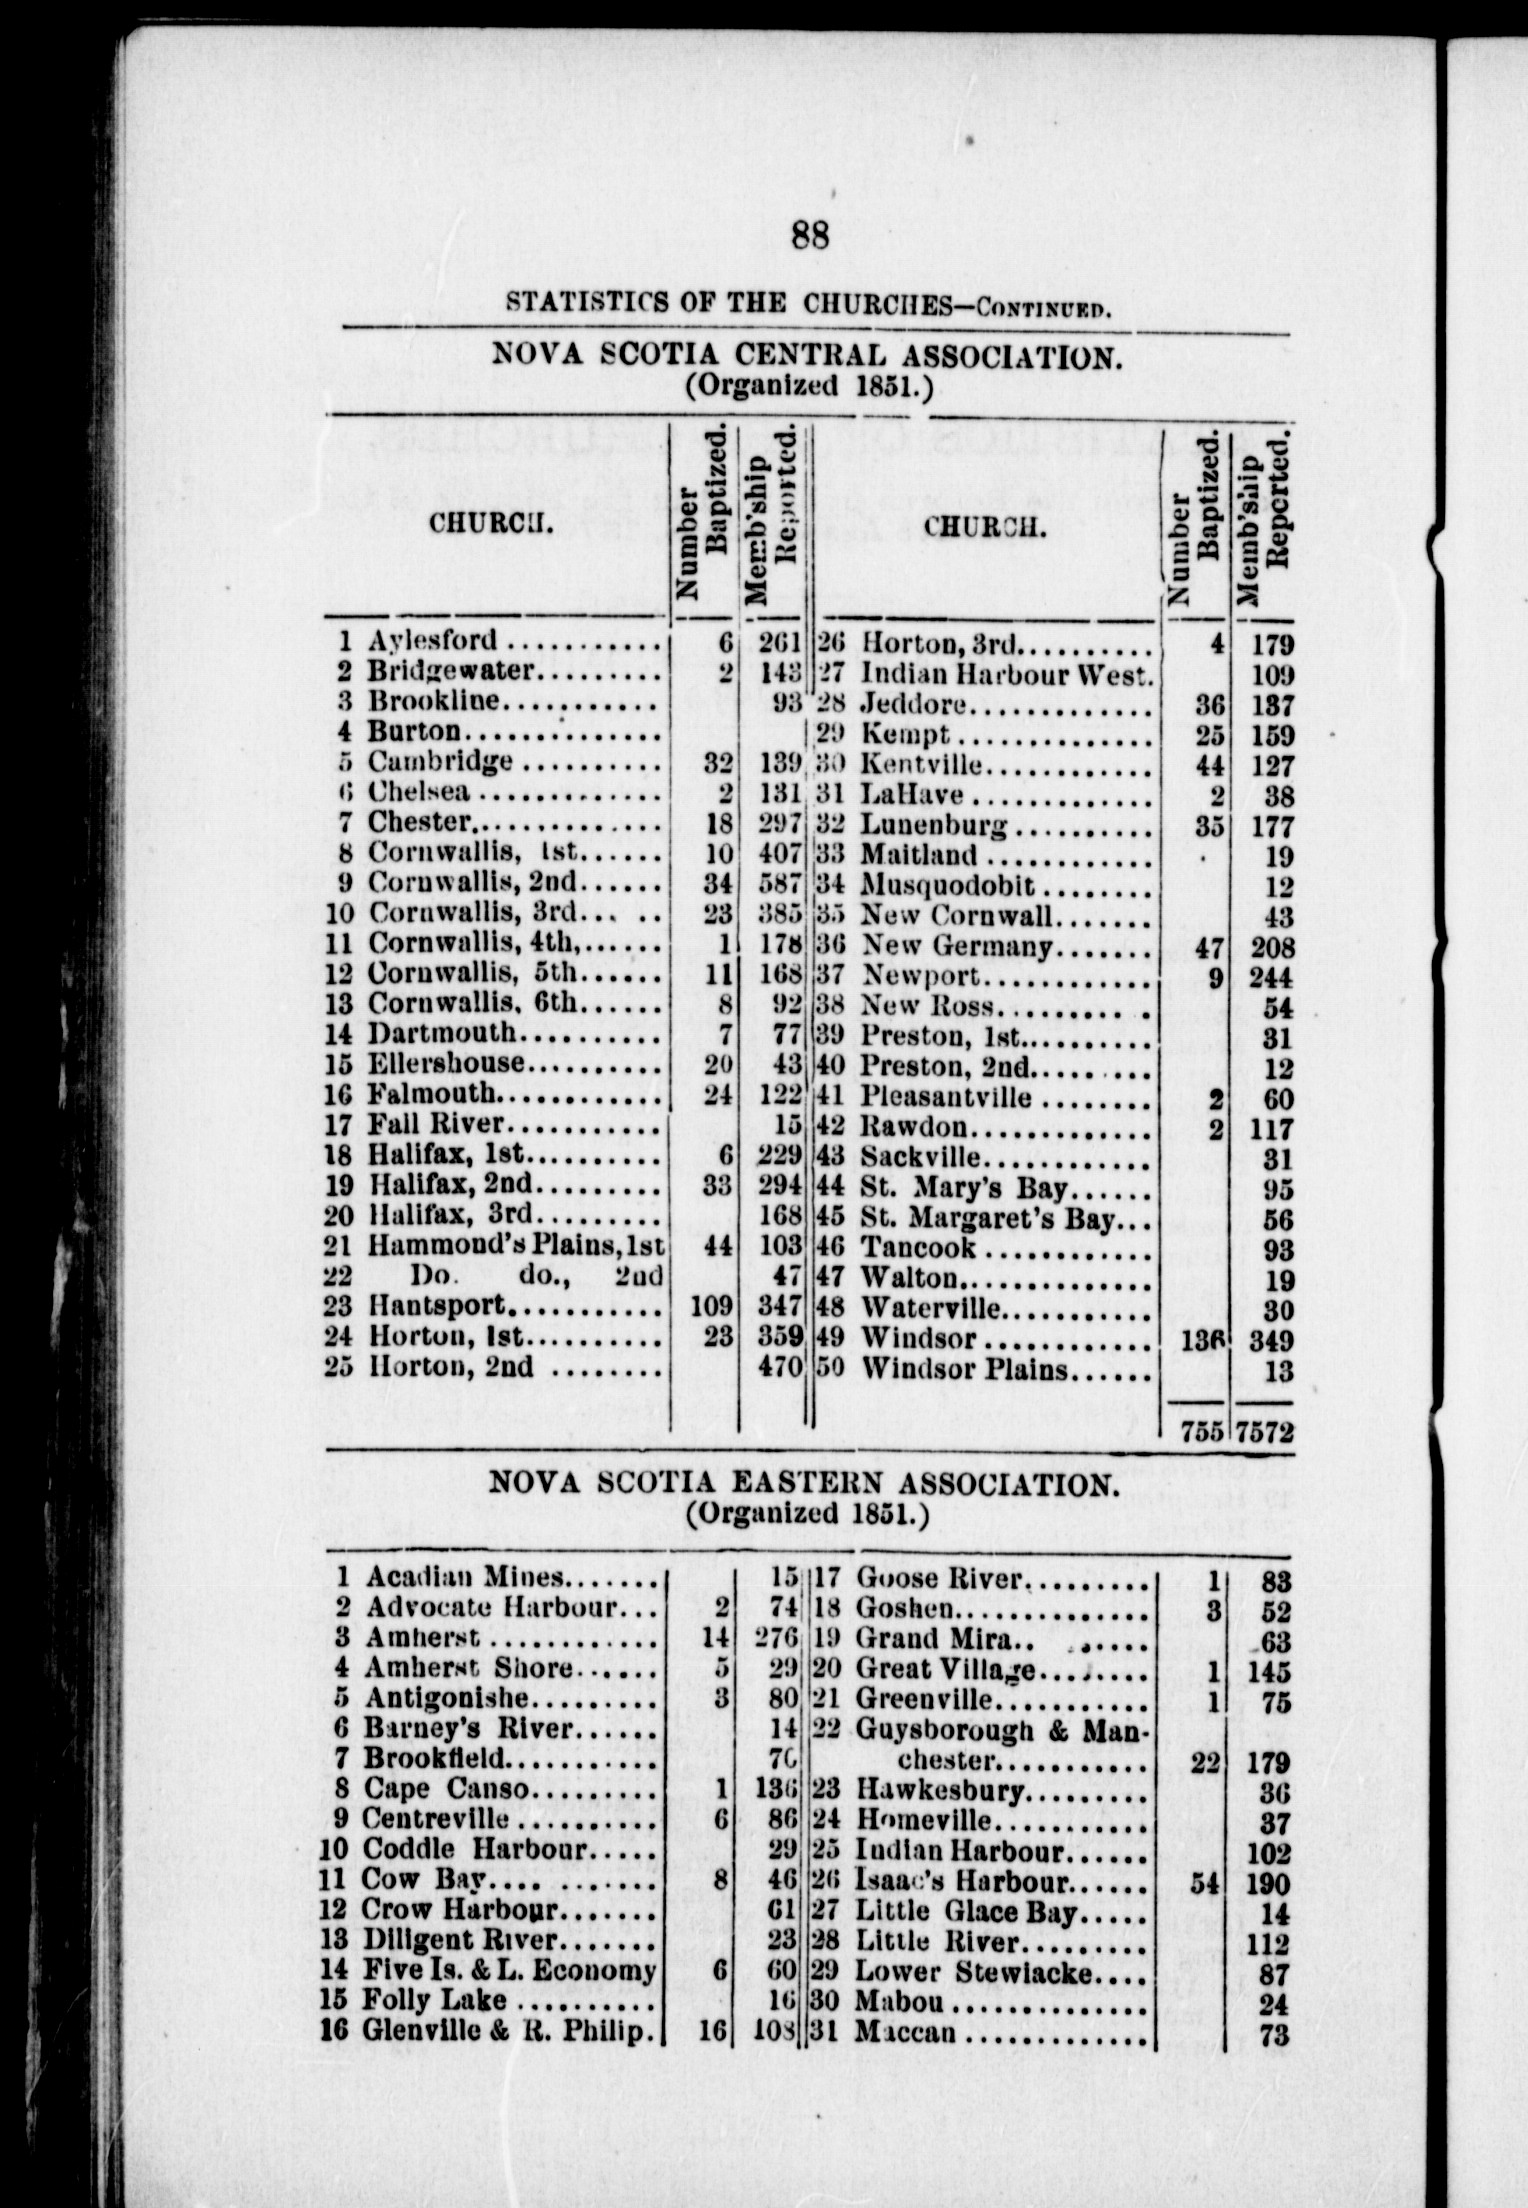 88
STATISTICS OF THE CHURCHES—CONTINUED.
NOVA SCOTIA CENTRAL ASSOCIATION.
(Organized 1851.)
CHURCH. Number Baptized. Memb'ship Reported. CHURCH. Number Baptized. Memb'ship Reported.
1 Aylesford ........... 6 261 26 Horton, 3rd.......... 4 179
2 Bridgewater......... 2 143 27 Indian Harbour West. 109
3 Brookline........... 93 28 Jeddore............. 36 187
4 Burton.............. 29 Kempt .............. 25 159
5 Cambridge .......... 32 139 30 Kentville............ 44 127
6 Chelsea ............. 2 131 31 LaHave ............. 2 38
7 Chester.............. 18 297 32 Lunenburg .......... 35 177
8 Cornwallis, 1st...... 10 407 33 Maitland ............ 19
9 Cornwallis, 2nd...... 34 587 34 Musquodobit ........ 12
10 Cornwallis, 3rd... .. 23 385 35 New Cornwall....... 43
11 Cornwallis, 4th,...... 1 178 36 New Germany....... 47 208
12 Cornwallis, 5th...... 11 168 37 Newport............ 9 244
13 Cornwallis. 6th...... 8 92 38 New Ross......... . 54
14 Dartmouth.......... 7 77 39 Preston, 1st.......... 31
15 Ellershouse.......... 20 43 40 Preston, 2nd......... 12
16 Falmouth............ 24 122 41 Pleasantville ........ 2 60
17 Fall River........... 15 42 Rawdon............. 2 117
18 Halifax, 1st.......... 6 229 43 Sackville............ 31
19 Halifax, 2nd......... 33 294 44 St. Mary's Bay...... 95
20 Halifax, 3rd......... 168 45 St. Margaret's Bay... 56
21 Hammond's Plains, 1st 44 103 46 Tancook ............ 93
22 Do. do., 2nd 47 47 Walton.............. 19
23 Hantsport........... 109 347 48 Waterville........... 30
24 Horton, 1st.......... 23 359 49 Windsor ............ 136 349
25 Horton, 2nd ........ 470 50 Windsor Plains...... 13
755 7572
NOVA SCOTIA EASTERN ASSOCIATION.
(Organized 1851.)
1 Acadian Mines....... 15 17 Goose River......... 1 83
2 Advocate Harbour... 2 74 18 Goshen.............. 3 52
3 Amherst ............ 14 276 19 Grand Mira.. ...... 63
4 Amherst Shore...... 5 29 20 Great Village........ 1 145
5 Antigonishe......... 3 80 21 Greenville........... 1 75
6 Barney's River...... 14 22 Guysborough & Man-
7 Brookfield........... 70 chester........... 22 179
8 Cape Canso......... 1 136 23 Hawkesbury......... 36
9 Centreville .......... 6 86 24 Homeville........... 37
10 Coddle Harbour..... 29 25 Indian Harbour...... 102
11 Cow Bay.... ....... 8 46 26 Isaac's Harbour...... 54 190
12 Crow Harbour....... 61 27 Little Glace Bay..... 14
13 Diligent River....... 23 28 Little River......... 112
14 Five Is. & L. Economy 6 60 29 Lower Stewiacke.... 87
15 Folly Lake .......... 16 30 Mabou .............. 24
16 Glenville & R. Philip. 16 108 31 Maccan ............. 73